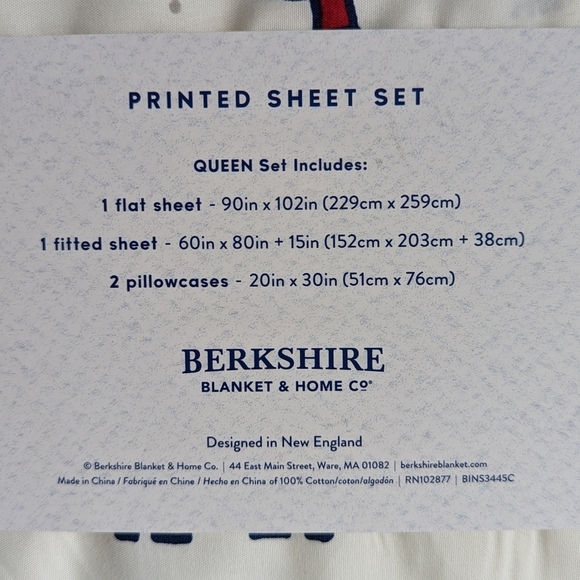 PRINTED SHEET SET
QUEEN Set Includes:
1 flat sheet - 90in x 102in (229cm x 259cm)
1 fitted sheet - 60in x 80in + 15in (152cm x 203cm + 38cm)
2 pillowcases - 20in x 30in (51cm x 76cm)
BERKSHIRE
BLANKET & HOME Co®
Designed in New England
© Berkshire Blanket & Home Co. | 44 East Main Street, Ware, MA 01082 | berkshireblanket.com
Made in China / Fabriqué en Chine / Hecho en China of 100% Cotton/coton/algodón | RN102877 | BINS3445C